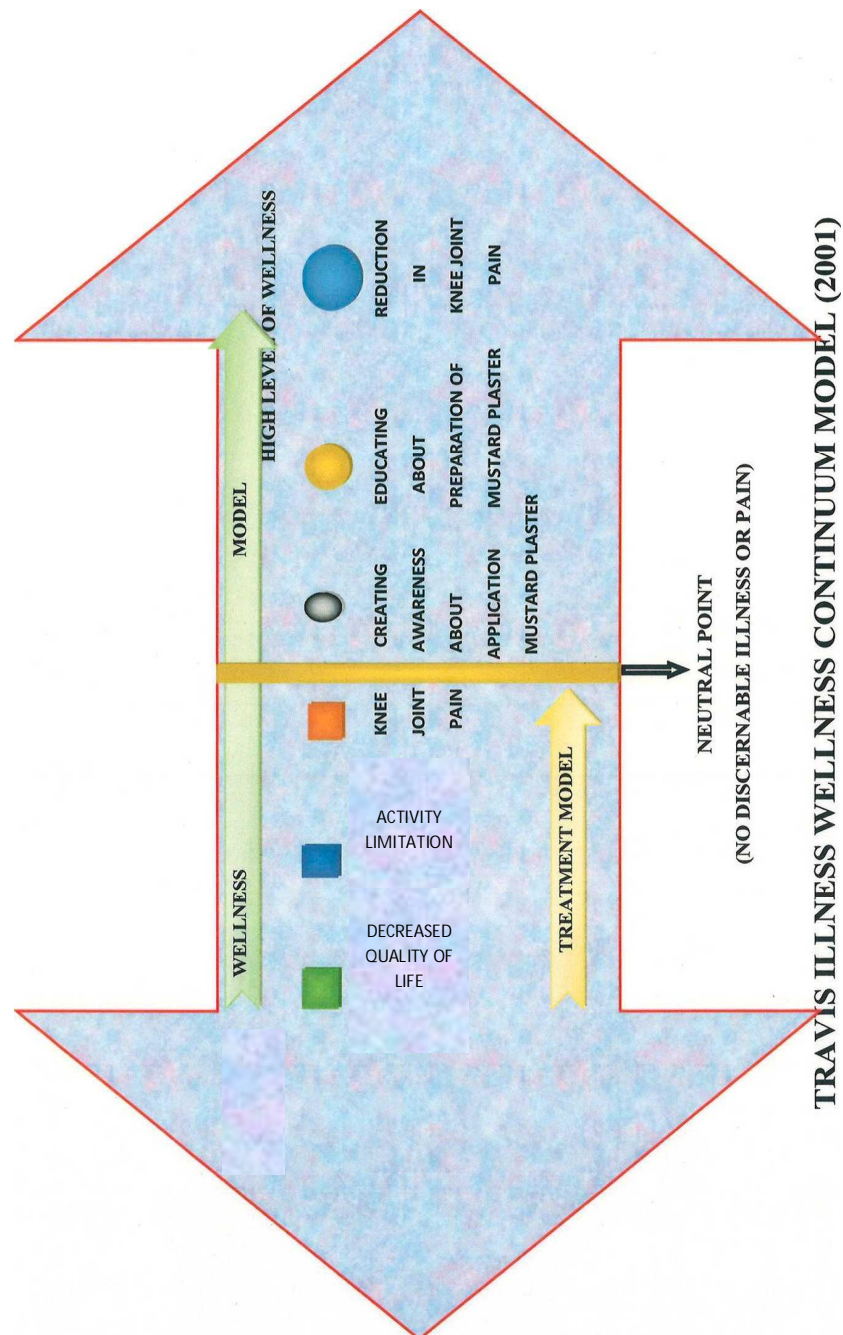 HIGH LEVEL OF WELLNESS
WELLNESS
MODEL
DECREASED
QUALITY OF
LIFE
ACTIVITY
LIMITATION
KNEE
JOINT
PAIN
CREATING
AWARENESS
ABOUT
APPLICATION
MUSTARD PLASTER
EDUCATING
ABOUT
PREPARATION OF
MUSTARD PLASTER
REDUCTION
IN
KNEE JOINT
PAIN
TREATMENT MODEL
NEUTRAL POINT
(NO DISCERNABLE ILLNESS OR PAIN)
TRAVIS ILLNESS WELLNESS CONTINUUM MODEL (2001)